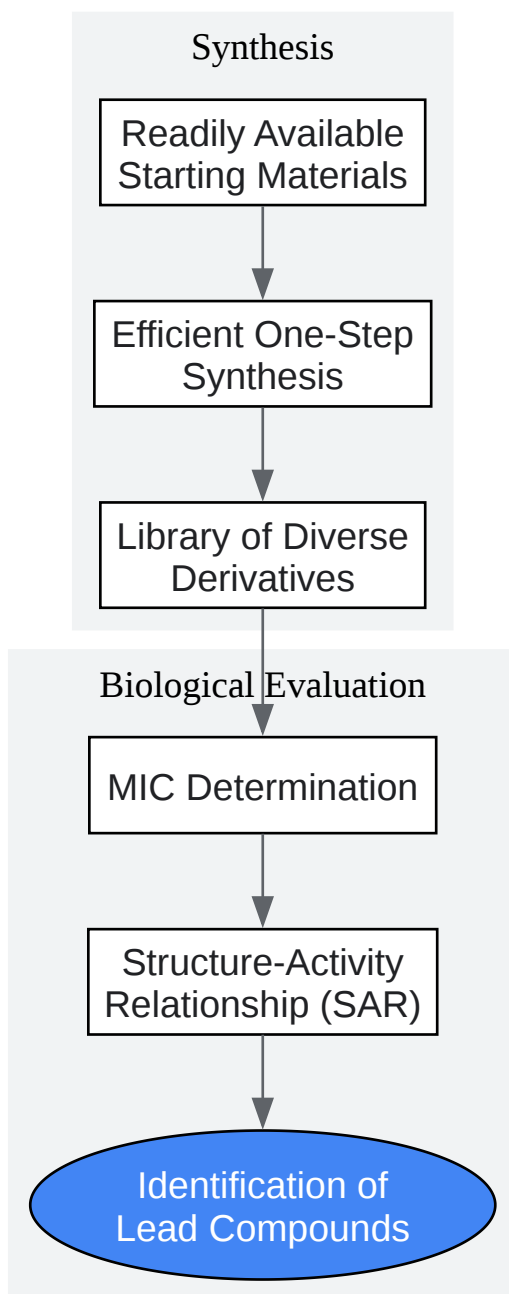 Synthesis
Readily Available
Starting Materials
Efficient One-Step
Synthesis
Library of Diverse
Derivatives
Biological Evaluation
MIC Determination
Structure-Activity
Relationship (SAR)
Identification of
Lead Compounds